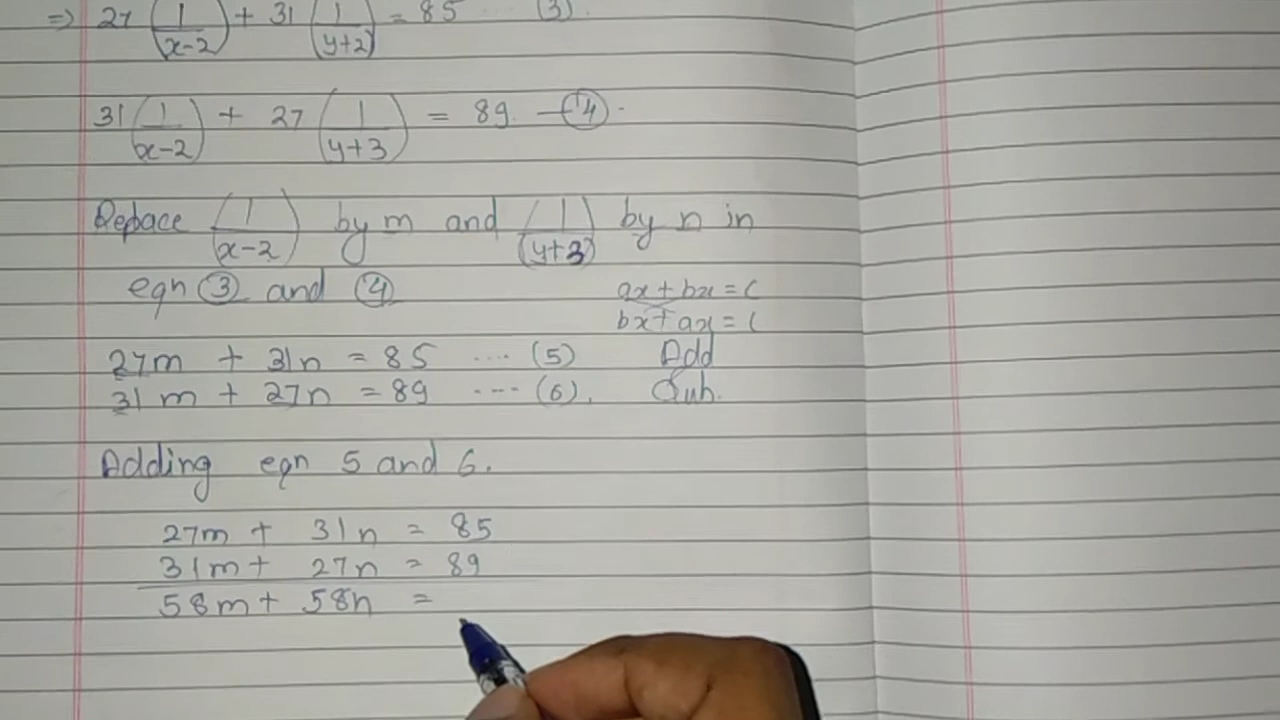 => 27 (1/(x-2)) + 31 (1/(y+2)) = 85 ... (3).
31 (1/(x-2)) + 27 (1/(y+3)) = 89 — (4).
Repace (1/(x-2)) by m and (1/(y+3)) by n in
eqn (3) and (4)
ax + bx = c
bx + ax = c
27m + 31n = 85 .... (5) Add
31m + 27n = 89 ---- (6). Sub.
Adding eqn 5 and 6.
27m + 31n = 85
31m + 27n = 89
58m + 58n =